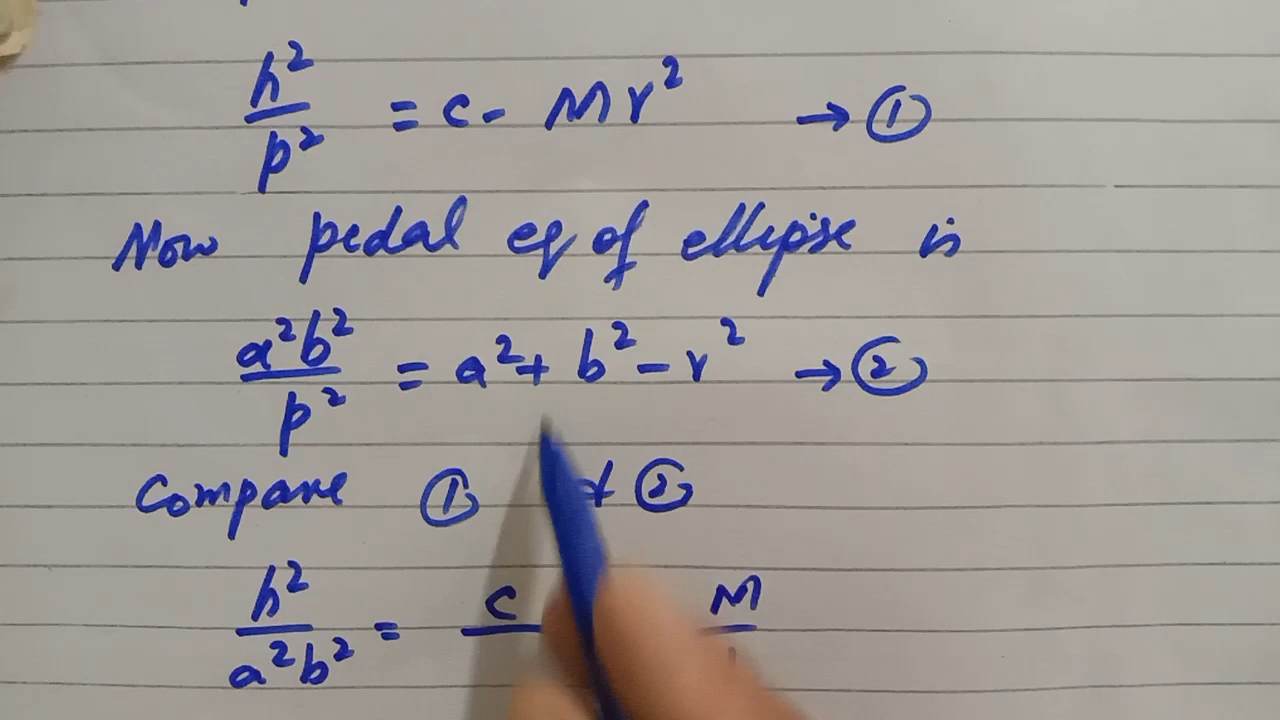 h²/p² = c - Mr² → ①
Now pedal eq of ellipse is
a²b²/p² = a² + b² - r² → ②
Compare ① & ②
h²/a²b² = c/ M/1